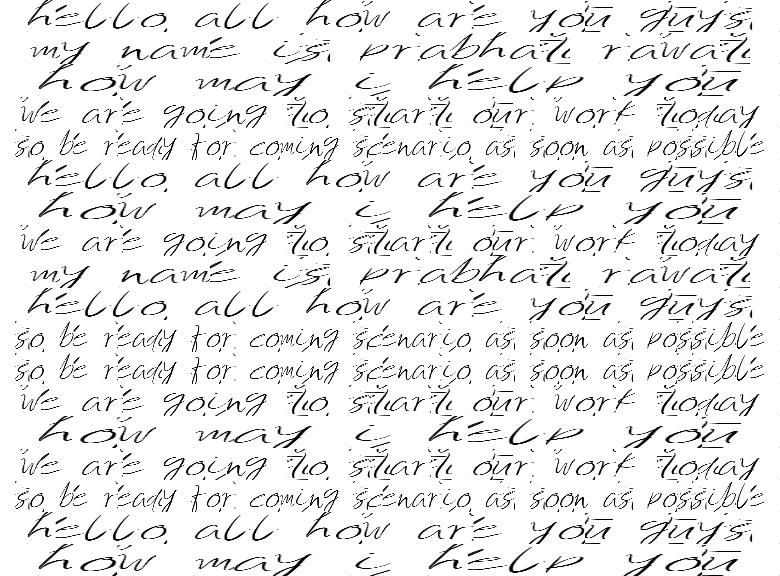 hello all how are you guys
my name is prabhat rawat
how may i help you
We are going to start our work today
so be ready for coming scenario as soon as possible
hello all how are you guys
how may i help you
We are going to start our work today
my name is prabhat rawat
hello all how are you guys
so be ready for coming scenario as soon as possible
so be ready for coming scenario as soon as possible
We are going to start our work today
how may i help you
We are going to start our work today
so be ready for coming scenario as soon as possible
hello all how are you guys
how may i help you